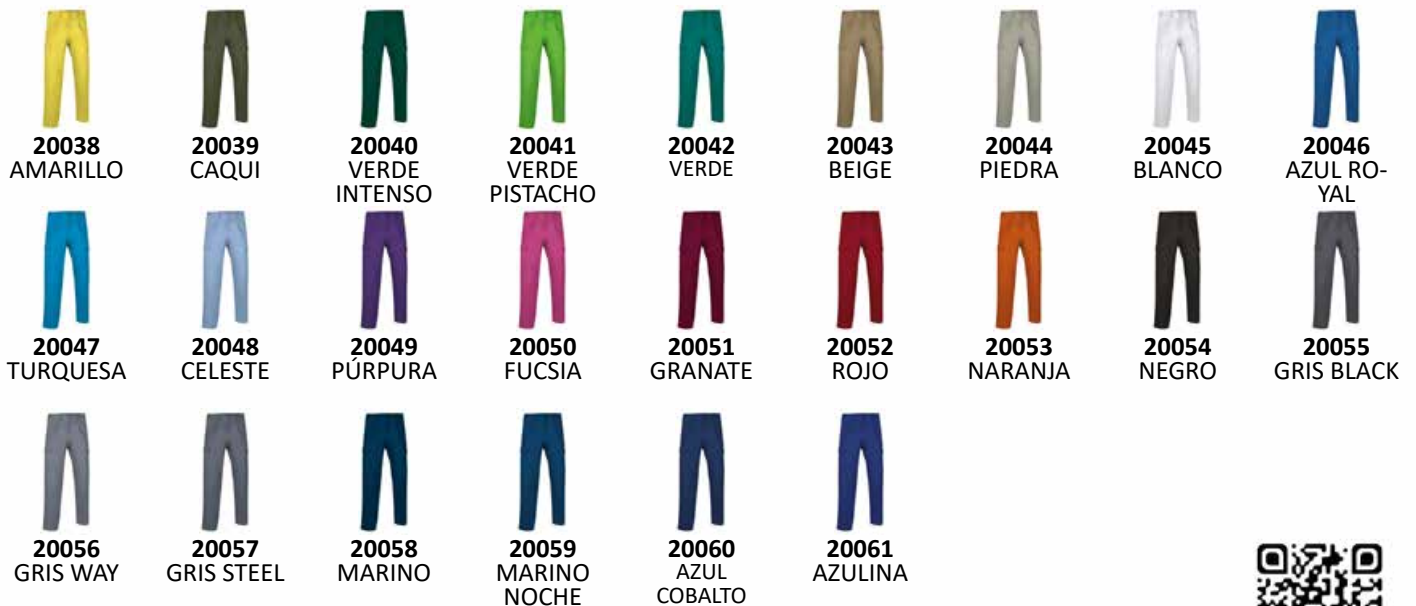 20038
AMARILLO
20039
CAQUI
20040
VERDE
INTENSO
20041
VERDE
PISTACHO
20042
VERDE
20043
BEIGE
20044
PIEDRA
20045
BLANCO
20046
AZUL RO-
YAL
20047
TURQUESA
20048
CELESTE
20049
PÚRPURA
20050
FUCSIA
20051
GRANATE
20052
ROJO
20053
NARANJA
20054
NEGRO
20055
GRIS BLACK
20056
GRIS WAY
20057
GRIS STEEL
20058
MARINO
20059
MARINO
NOCHE
20060
AZUL
COBALTO
20061
AZULINA